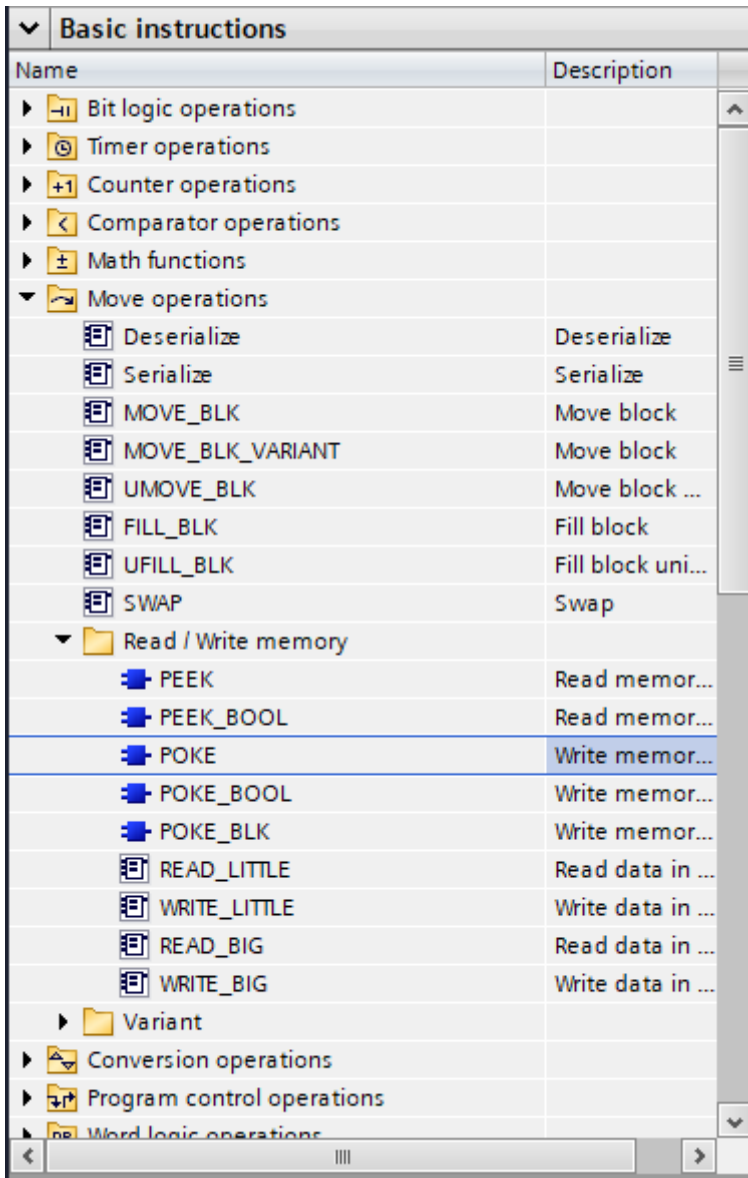 Basic instructions
Name Description
Bit logic operations
Timer operations
+1 Counter operations
Comparator operations
± Math functions
Move operations
Deserialize Deserialize
Serialize Serialize
MOVE_BLK Move block
MOVE_BLK_VARIANT Move block
UMOVE_BLK Move block ...
FILL_BLK Fill block
UFILL_BLK Fill block uni...
SWAP Swap
Read / Write memory
PEEK Read memor...
PEEK_BOOL Read memor...
POKE Write memor...
POKE_BOOL Write memor...
POKE_BLK Write memor...
READ_LITTLE Read data in ...
WRITE_LITTLE Write data in ...
READ_BIG Read data in ...
WRITE_BIG Write data in ...
Variant
Conversion operations
Program control operations
Word logic operations